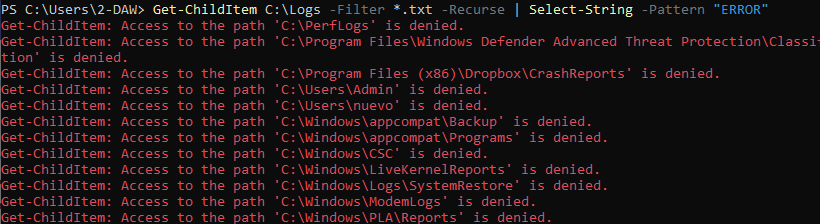 PS C:\Users\2-DAW> Get-ChildItem C:\Logs -Filter *.txt -Recurse | Select-String -Pattern "ERROR"
Get-ChildItem: Access to the path 'C:\PerfLogs' is denied.
Get-ChildItem: Access to the path 'C:\Program Files\Windows Defender Advanced Threat Protection\Classi
tion' is denied.
Get-ChildItem: Access to the path 'C:\Program Files (x86)\Dropbox\CrashReports' is denied.
Get-ChildItem: Access to the path 'C:\Users\Admin' is denied.
Get-ChildItem: Access to the path 'C:\Users\nuevo' is denied.
Get-ChildItem: Access to the path 'C:\Windows\appcompat\Backup' is denied.
Get-ChildItem: Access to the path 'C:\Windows\appcompat\Programs' is denied.
Get-ChildItem: Access to the path 'C:\Windows\CSC' is denied.
Get-ChildItem: Access to the path 'C:\Windows\LiveKernelReports' is denied.
Get-ChildItem: Access to the path 'C:\Windows\Logs\SystemRestore' is denied.
Get-ChildItem: Access to the path 'C:\Windows\ModemLogs' is denied.
Get-ChildItem: Access to the path 'C:\Windows\PLA\Reports' is denied.